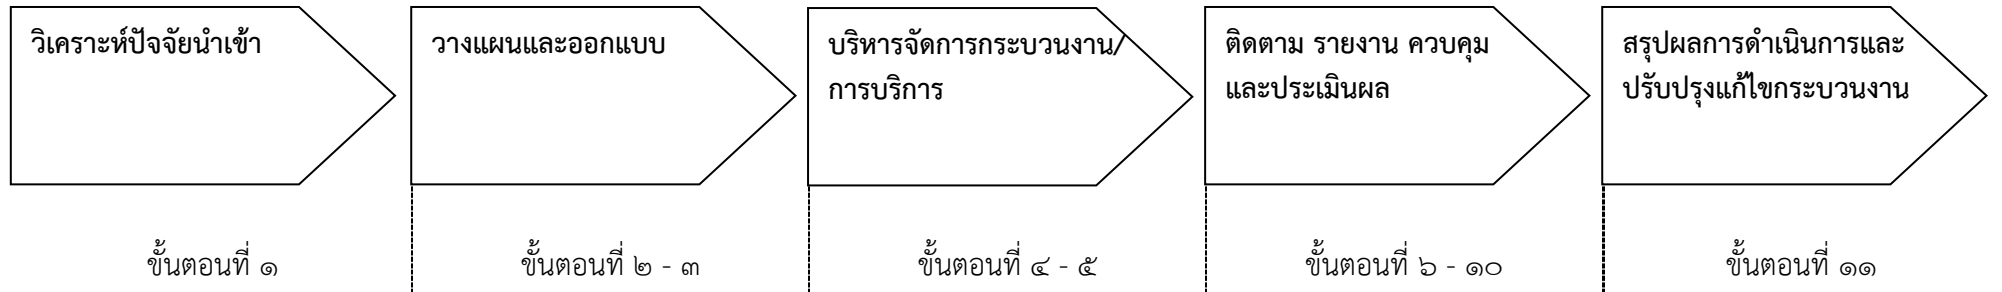 วิเคราะห์ปัจจัยนำเข้า
วางแผนและออกแบบ
บริหารจัดการกระบวนงาน/
การบริการ
ติดตาม รายงาน ควบคุม
และประเมินผล
สรุปผลการดำเนินการและ
ปรับปรุงแก้ไขกระบวนงาน
ขั้นตอนที่ ๑
ขั้นตอนที่ ๒ - ๓
ขั้นตอนที่ ๔ - ๕
ขั้นตอนที่ ๖ - ๑๐
ขั้นตอนที่ ๑๑